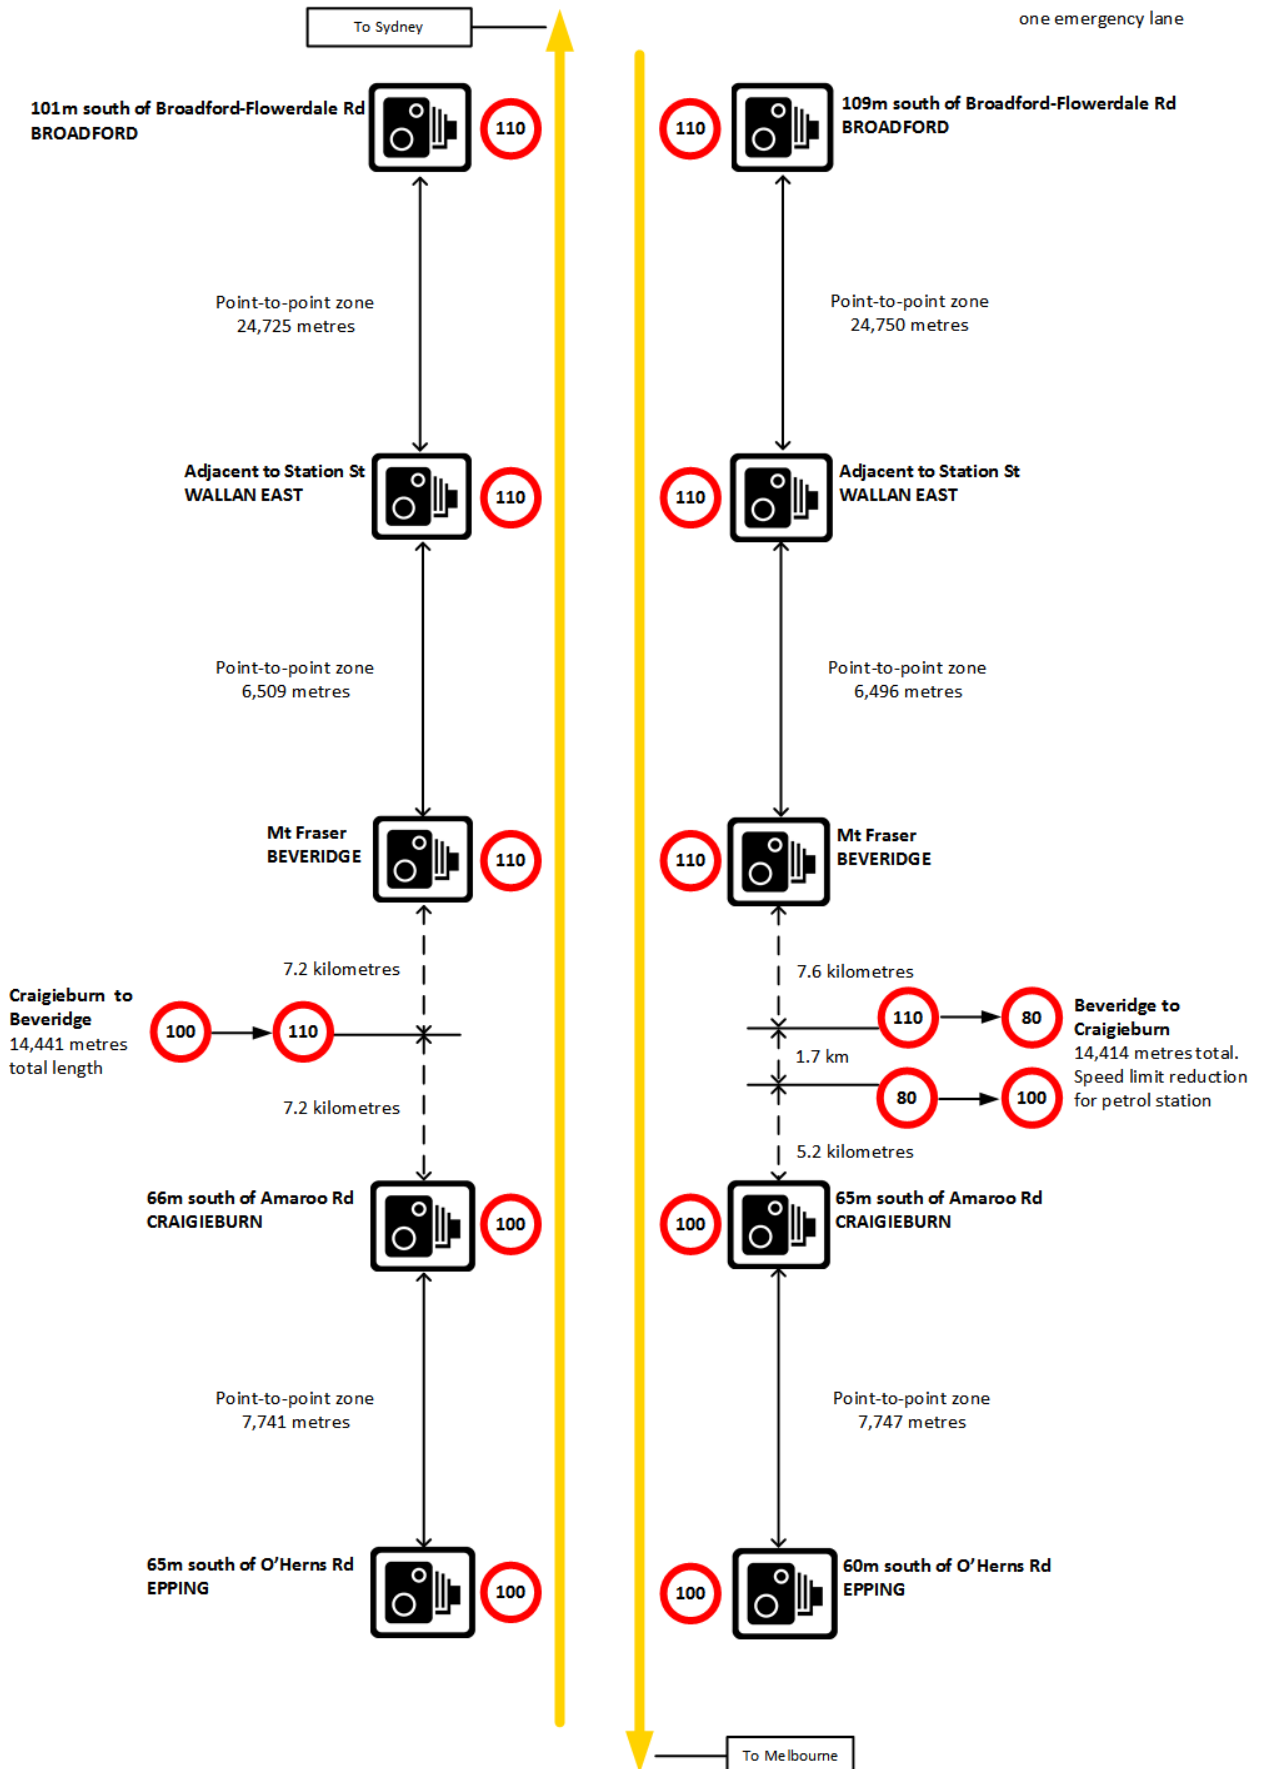 To Sydney
one emergency lane
101m south of Broadford-Flowerdale Rd
BROADFORD
110
110
109m south of Broadford-Flowerdale Rd
BROADFORD
Point-to-point zone
24,725 metres
Point-to-point zone
24,750 metres
Adjacent to Station St
WALLAN EAST
110
110
Adjacent to Station St
WALLAN EAST
Point-to-point zone
6,509 metres
Point-to-point zone
6,496 metres
Mt Fraser
BEVERIDGE
110
110
Mt Fraser
BEVERIDGE
7.2 kilometres
7.6 kilometres
Craigieburn to
Beveridge
14,441 metres
total length
100
110
110
80
Beveridge to
Craigieburn
14,414 metres total.
Speed limit reduction
for petrol station
1.7 km
80
100
7.2 kilometres
5.2 kilometres
66m south of Amaroo Rd
CRAIGIEBURN
100
100
65m south of Amaroo Rd
CRAIGIEBURN
Point-to-point zone
7,741 metres
Point-to-point zone
7,747 metres
65m south of O'Herns Rd
EPPING
100
100
60m south of O'Herns Rd
EPPING
To Melbourne